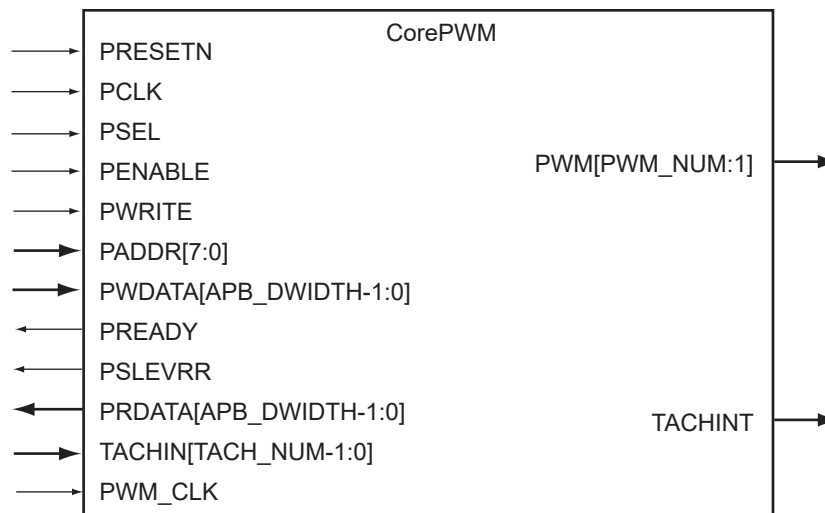 CorePWM
PRESETN
PCLK
PSEL
PENABLE
PWRITE
PADDR[7:0]
PWDATA[APB_DWIDTH-1:0]
PREADY
PSLEVRR
PRDATA[APB_DWIDTH-1:0]
TACHIN[TACH_NUM-1:0]
PWM_CLK
PWM[PWM_NUM:1]
TACHINT